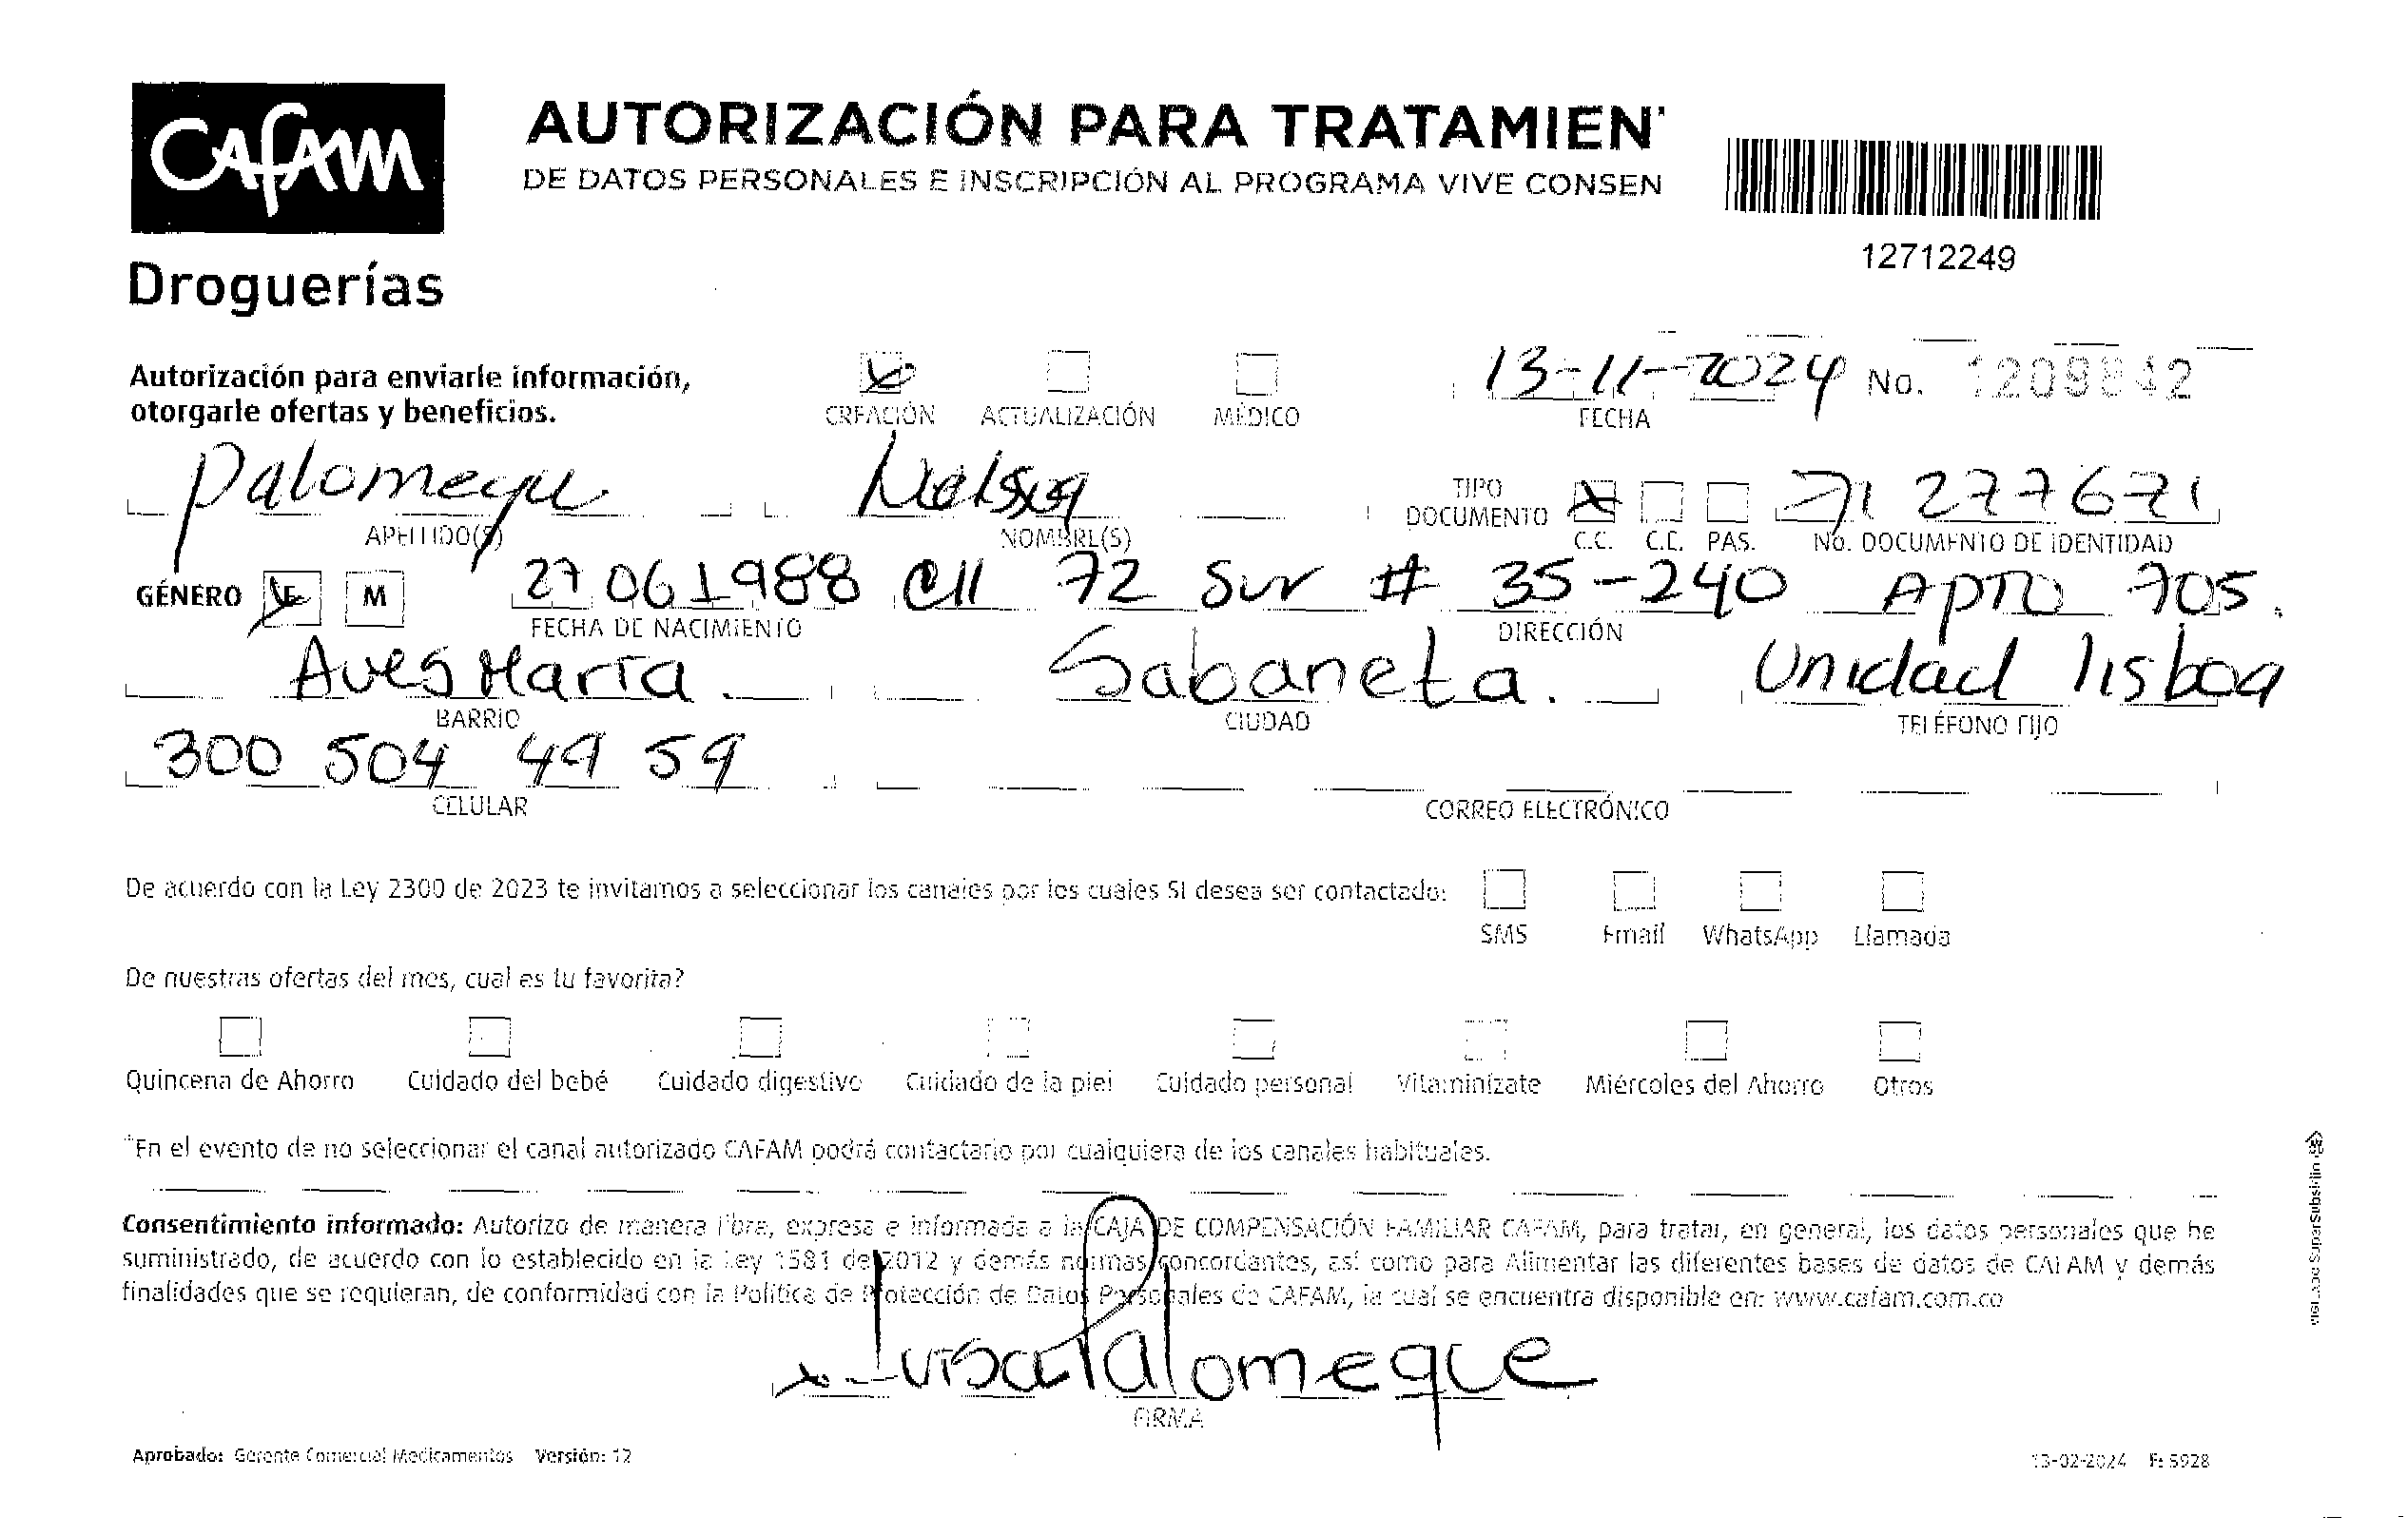 CAFAM
Droguerías
AUTORIZACIÓN PARA TRATAMIEN
DE DATOS PERSONALES E INSCRIPCIÓN AL PROGRAMA VIVE CONSEN
12712249
Autorización para enviarle información,
otorgarle ofertas y beneficios.
CREACIÓN ACTUALIZACIÓN MÉDICO
13-11-2024 No. 1209842
FECHA
Palomeque
APELLIDO(S) NOMBRE(S)
TIPO DOCUMENTO C.C. C.E. PAS.
71 277671
No. DOCUMENTO DE IDENTIDAD
GÉNERO F M 27 06 1988 Cll 72 Sur # 35-240 Apto 705.
FECHA DE NACIMIENTO DIRECCIÓN
Aves Maria. Sabaneta. Unidad lisboa
BARRIO CIUDAD TELÉFONO FIJO
300 504 49 59
CELULAR CORREO ELECTRÓNICO
De acuerdo con la Ley 2300 de 2023 te invitamos a seleccionar los canales por los cuales SI desea ser contactado:
SMS Email WhatsApp Llamada
De nuestras ofertas del mes, cual es tu favorita?
Quincena de Ahorro Cuidado del bebé Cuidado digestivo Cuidado de la piel Cuidado personal Vitaminízate Miércoles del Ahorro Otros
*En el evento de no seleccionar el canal autorizado CAFAM podrá contactarlo por cualquiera de los canales habituales.
Consentimiento informado: Autorizo de manera libre, expresa e informada a la CAJA DE COMPENSACIÓN FAMILIAR CAFAM, para tratar, en general, los datos personales que he
suministrado, de acuerdo con lo establecido en la Ley 1581 de 2012 y demás normas concordantes, así como para Alimentar las diferentes bases de datos de CAFAM y demás
finalidades que se requieran, de conformidad con la Política de Protección de Datos Personales de CAFAM, la cual se encuentra disponible en: www.cafam.com.co
x Luisa Palomeque
FIRMA
Aprobado: Gerente Comercial Medicamentos Versión: 12
13-02-2024 F: 5928